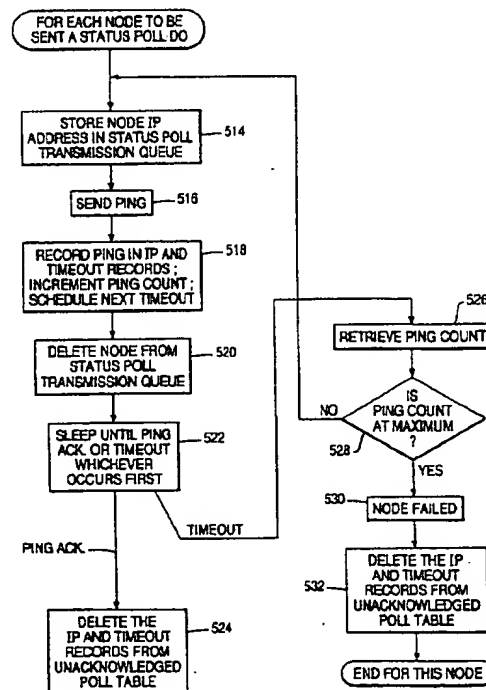 FOR EACH NODE TO BE
SENT A STATUS POLL DO
STORE NODE IP
ADDRESS IN STATUS POLL
TRANSMISSION QUEUE
514
SEND PING
516
RECORD PING IN IP AND
TIMEOUT RECORDS ;
INCREMENT PING COUNT ;
SCHEDULE NEXT TIMEOUT
518
DELETE NODE FROM
STATUS POLL
TRANSMISSION QUEUE
520
SLEEP UNTIL PING
ACK. OR TIMEOUT
WHICHEVER
OCCURS FIRST
522
TIMEOUT
PING ACK.
DELETE THE
IP AND TIMEOUT
RECORDS FROM
UNACKNOWLEDGED
POLL TABLE
524
526
RETRIEVE PING COUNT
IS
PING COUNT
AT MAXIMUM
?
528
NO
YES
530
NODE FAILED
DELETE THE IP
AND TIMEOUT
RECORDS FROM
UNACKNOWLEDGED
POLL TABLE
532
END FOR THIS NODE